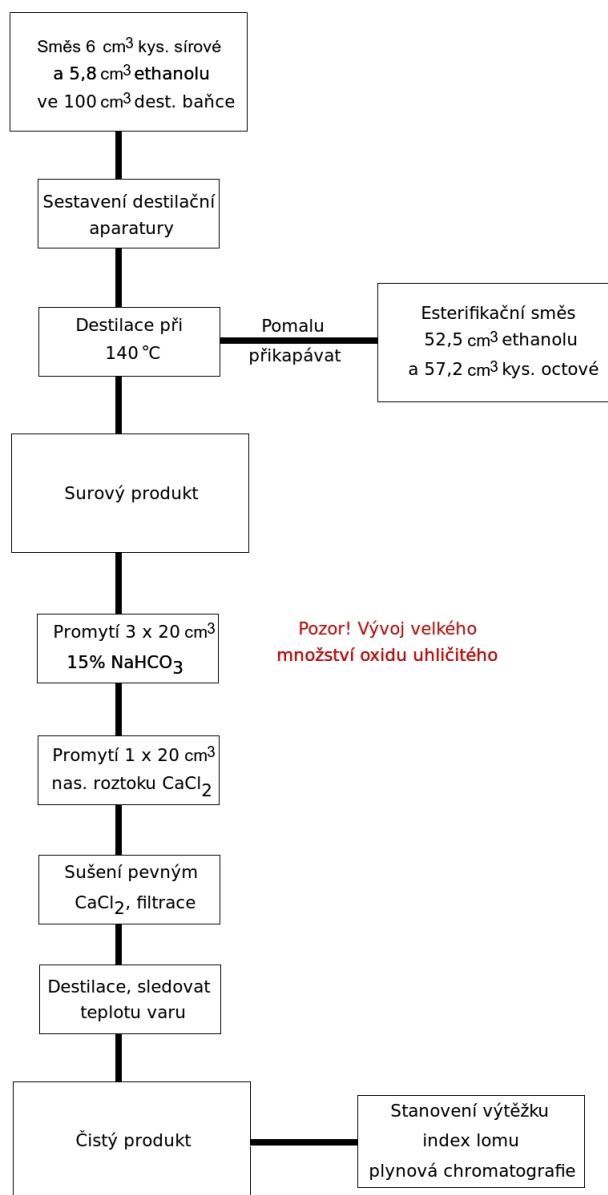 Směs 6 cm³ kys. sírové
a 5,8 cm³ ethanolu
ve 100 cm³ dest. baňce
Sestavení destilační
aparatury
Destilace při
140 °C
Pomalu
přikapávat
Esterifikační směs
52,5 cm³ ethanolu
a 57,2 cm³ kys. octové
Surový produkt
Promytí 3 x 20 cm³
15% NaHCO₃
Pozor! Vývoj velkého
množství oxidu uhličitého
Promytí 1 x 20 cm³
nas. roztoku CaCl₂
Sušení pevným
CaCl₂, filtrace
Destilace, sledovat
teplotu varu
Čistý produkt
Stanovení výtěžku
index lomu
plynová chromatografie